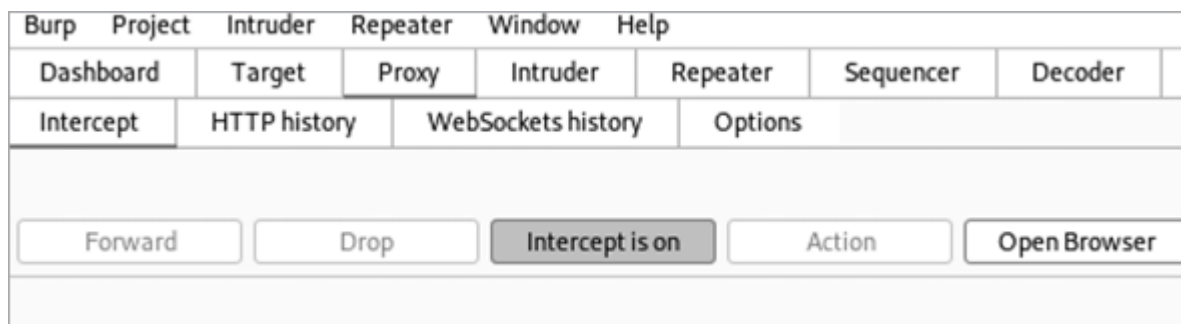 Burp Project Intruder Repeater Window Help
Dashboard Target Proxy Intruder Repeater Sequencer Decoder
Intercept HTTP history WebSockets history Options
Forward Drop Intercept is on Action Open Browser